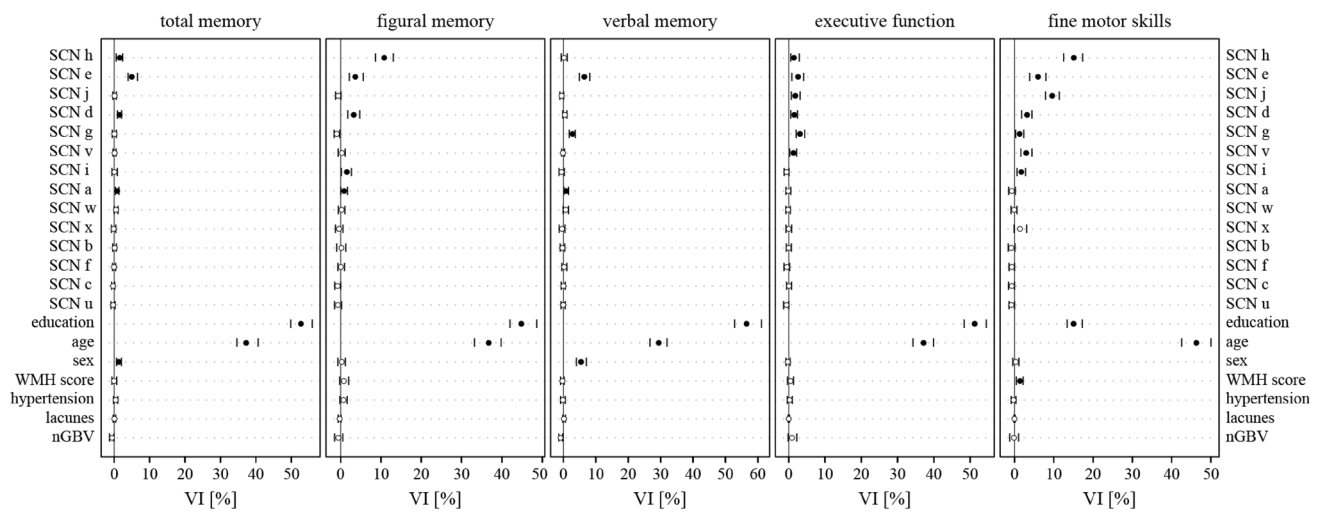 total memory figural memory verbal memory executive function fine motor skills
SCN h SCN h
SCN e SCN e
SCN j SCN j
SCN d SCN d
SCN g SCN g
SCN v SCN v
SCN i SCN i
SCN a SCN a
SCN w SCN w
SCN x SCN x
SCN b SCN b
SCN f SCN f
SCN c SCN c
SCN u SCN u
education education
age age
sex sex
WMH score WMH score
hypertension hypertension
lacunes lacunes
nGBV nGBV
0 10 20 30 40 50 0 10 20 30 40 50 0 10 20 30 40 50 60 0 10 20 30 40 50 0 10 20 30 40 50
VI [%] VI [%] VI [%] VI [%] VI [%]